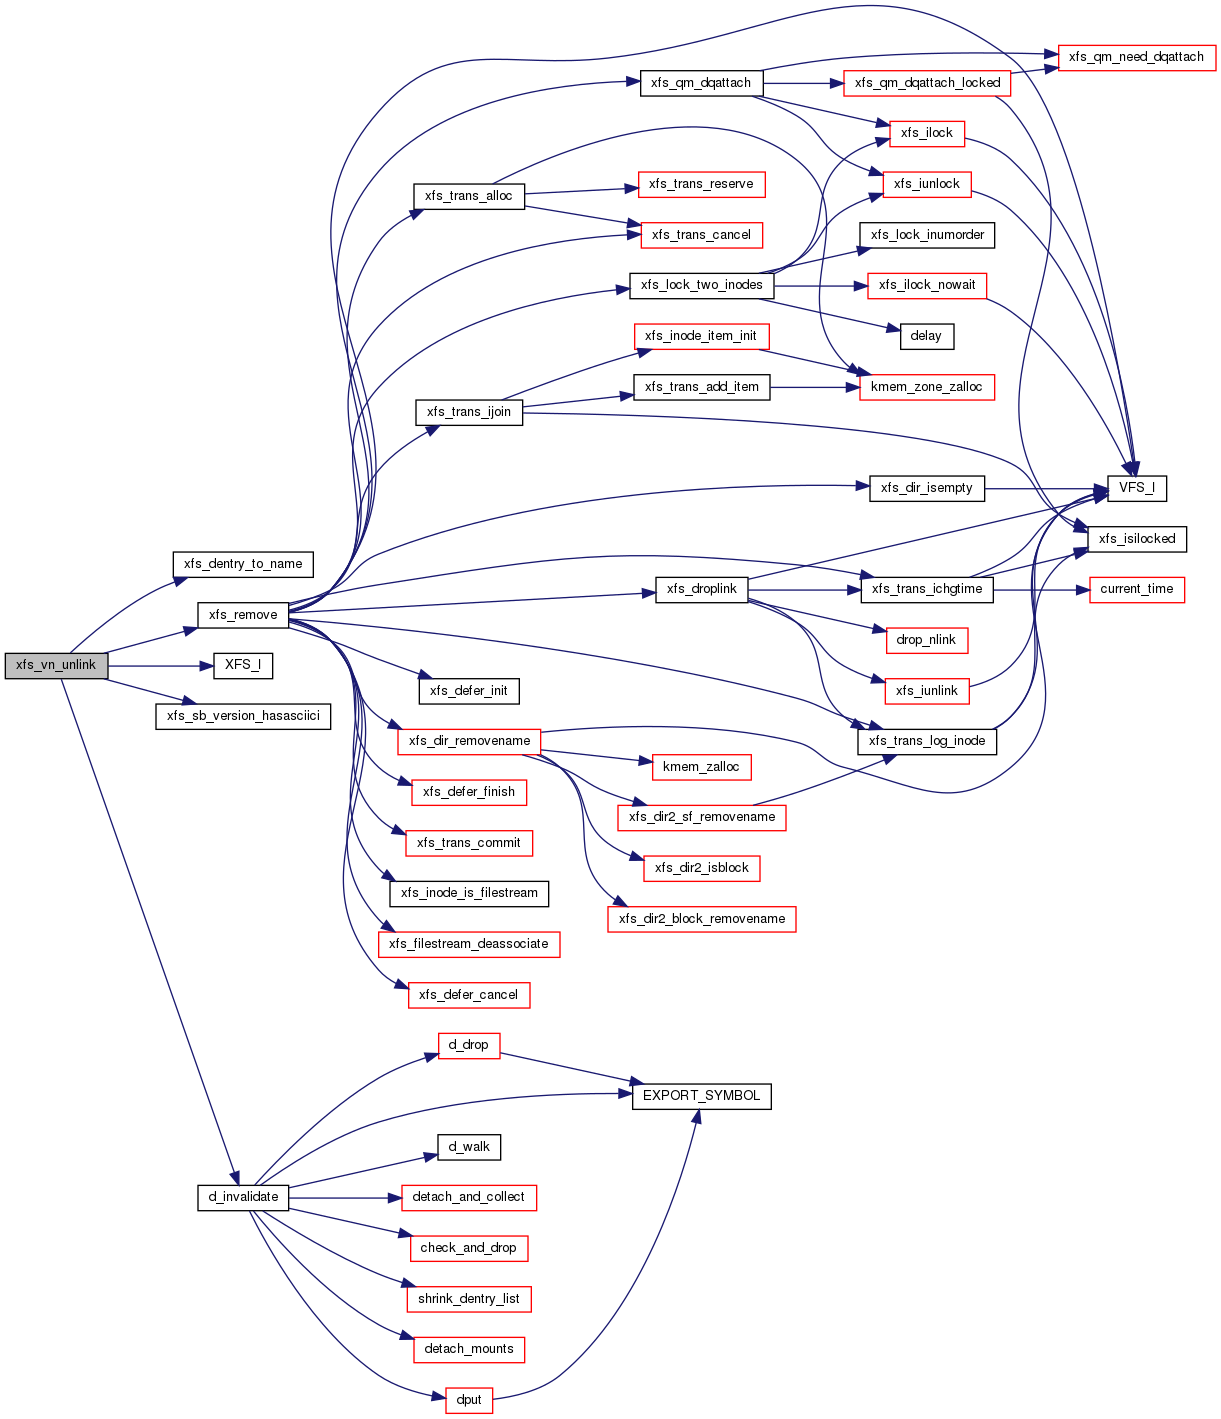 xfs_qm_need_dqattach
xfs_qm_dqattach
xfs_qm_dqattach_locked
xfs_ilock
xfs_trans_alloc
xfs_trans_reserve
xfs_iunlock
xfs_trans_cancel
xfs_lock_inumorder
xfs_lock_two_inodes
xfs_ilock_nowait
xfs_inode_item_init
delay
xfs_trans_add_item
kmem_zone_zalloc
xfs_trans_ijoin
xfs_dir_isempty
VFS_I
xfs_isilocked
xfs_dentry_to_name
xfs_droplink
xfs_trans_ichgtime
current_time
xfs_remove
drop_nlink
xfs_vn_unlink
XFS_I
xfs_defer_init
xfs_iunlink
xfs_sb_version_hasasciici
xfs_dir_removename
xfs_trans_log_inode
kmem_zalloc
xfs_defer_finish
xfs_dir2_sf_removename
xfs_trans_commit
xfs_dir2_isblock
xfs_inode_is_filestream
xfs_dir2_block_removename
xfs_filestream_deassociate
xfs_defer_cancel
d_drop
EXPORT_SYMBOL
d_walk
d_invalidate
detach_and_collect
check_and_drop
shrink_dentry_list
detach_mounts
dput